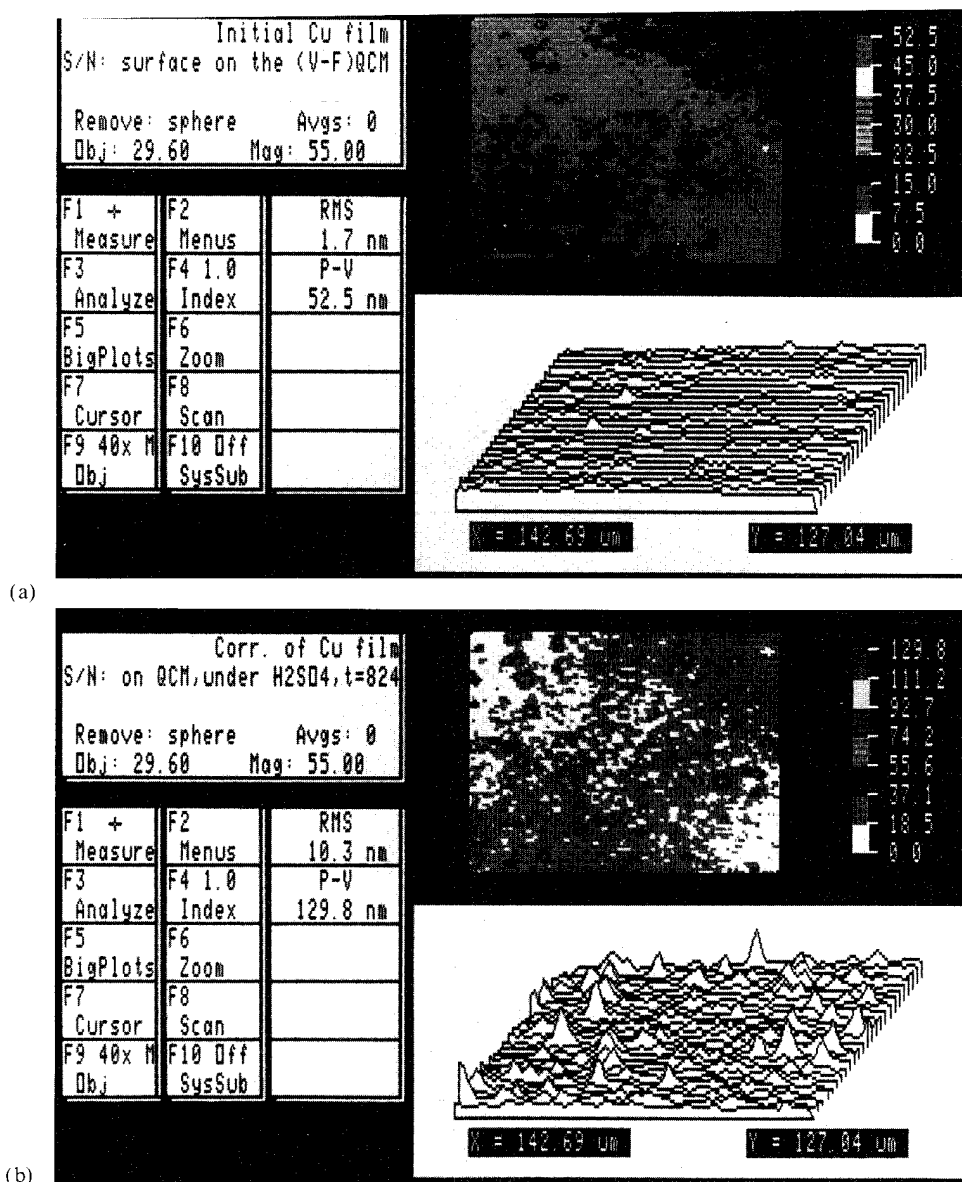 Initial Cu film
S/N: surface on the (V-F)QCM
Remove: sphere Avgs: 0
Obj: 29.60 Mag: 55.00
F1 + F2 RMS
Measure Menus 1.7 nm
F3 F4 1.0 P-V
Analyze Index 52.5 nm
F5 F6
BigPlots Zoom
F7 F8
Cursor Scan
F9 40x M F10 Off
Obj SysSub
52.5
45.0
37.5
30.0
22.5
15.0
7.5
0.0
X = 142.69 um Y = 127.04 um
(a)
Corr. of Cu film
S/N: on QCM,under H2SO4,t=824
Remove: sphere Avgs: 0
Obj: 29.60 Mag: 55.00
F1 + F2 RMS
Measure Menus 10.3 nm
F3 F4 1.0 P-V
Analyze Index 129.8 nm
F5 F6
BigPlots Zoom
F7 F8
Cursor Scan
F9 40x M F10 Off
Obj SysSub
129.8
111.2
92.7
74.2
55.6
37.1
18.5
0.0
X = 142.69 um Y = 127.04 um
(b)